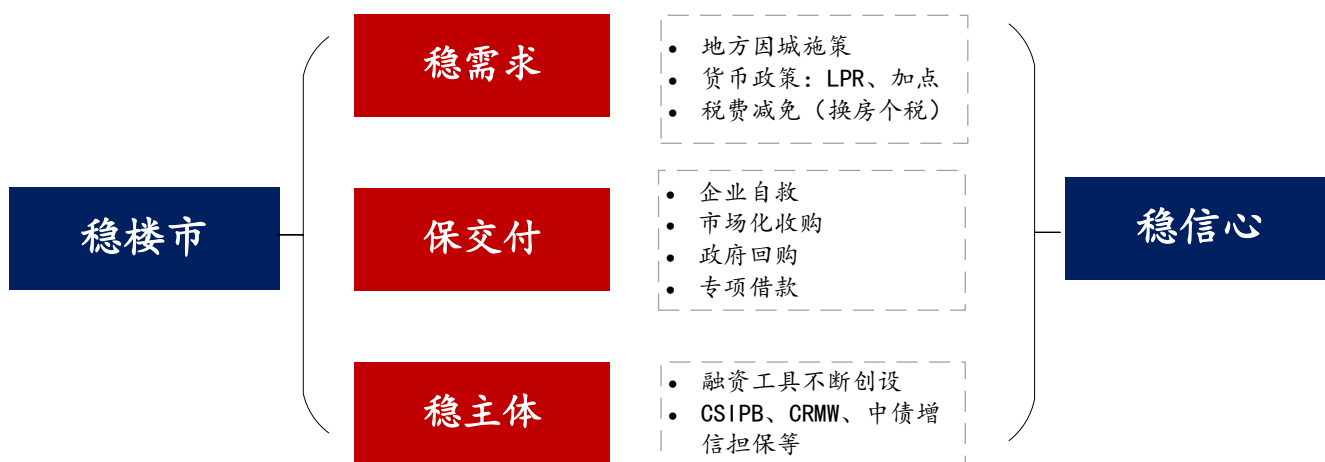 稳楼市
稳需求
地方因城施策
货币政策：LPR、加点
税费减免（换房个税）
保交付
企业自救
市场化收购
政府回购
专项借款
稳主体
融资工具不断创设
CSIPB、CRMW、中债增
信担保等
稳信心